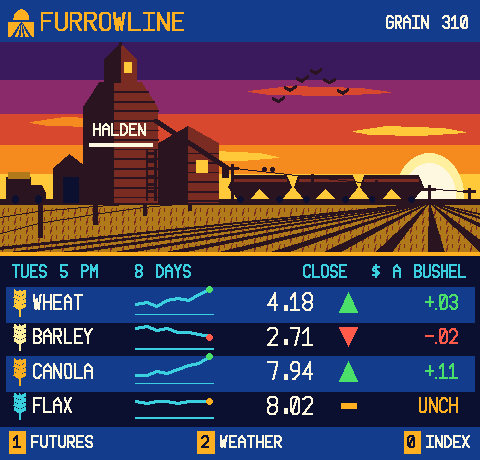 FURROWLINE GRAIN 310
HALDEN
TUES 5 PM 8 DAYS CLOSE $ A BUSHEL
WHEAT 4.18 +.03
BARLEY 2.71 -.02
CANOLA 7.94 +.11
FLAX 8.02 UNCH
1 FUTURES 2 WEATHER 0 INDEX